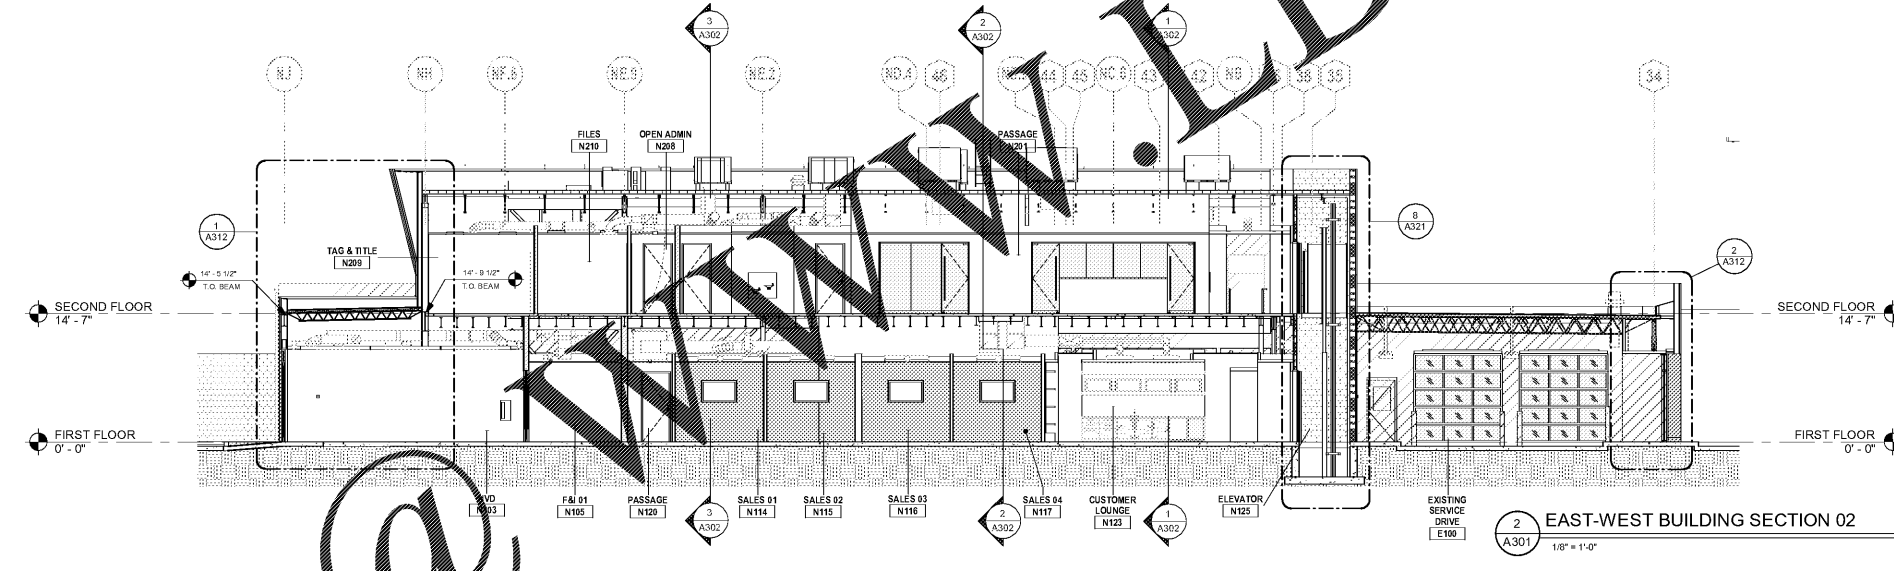 3
A302
2
A302
1
A302
NJ
NH
NF.6
NE.9
NE.2
ND.4
46
44
45
NC.8
43
42
NB
38
35
34
FILES
N210
OPEN ADMIN
N208
PASSAGE
N201
1
A312
8
A321
2
A312
TAG & TITLE
N209
14' - 5 1/2"
T.O. BEAM
14' - 9 1/2"
T.O. BEAM
SECOND FLOOR
14' - 7"
SECOND FLOOR
14' - 7"
FIRST FLOOR
0' - 0"
FIRST FLOOR
0' - 0"
F&I 01
N105
PASSAGE
N120
SALES 01
N114
SALES 02
N115
SALES 03
N116
SALES 04
N117
CUSTOMER
LOUNGE
N123
ELEVATOR
N125
EXISTING
SERVICE
DRIVE
E100
3
A302
2
A302
1
A302
2
A301
EAST-WEST BUILDING SECTION 02
1/8" = 1'-0"
@WWW.